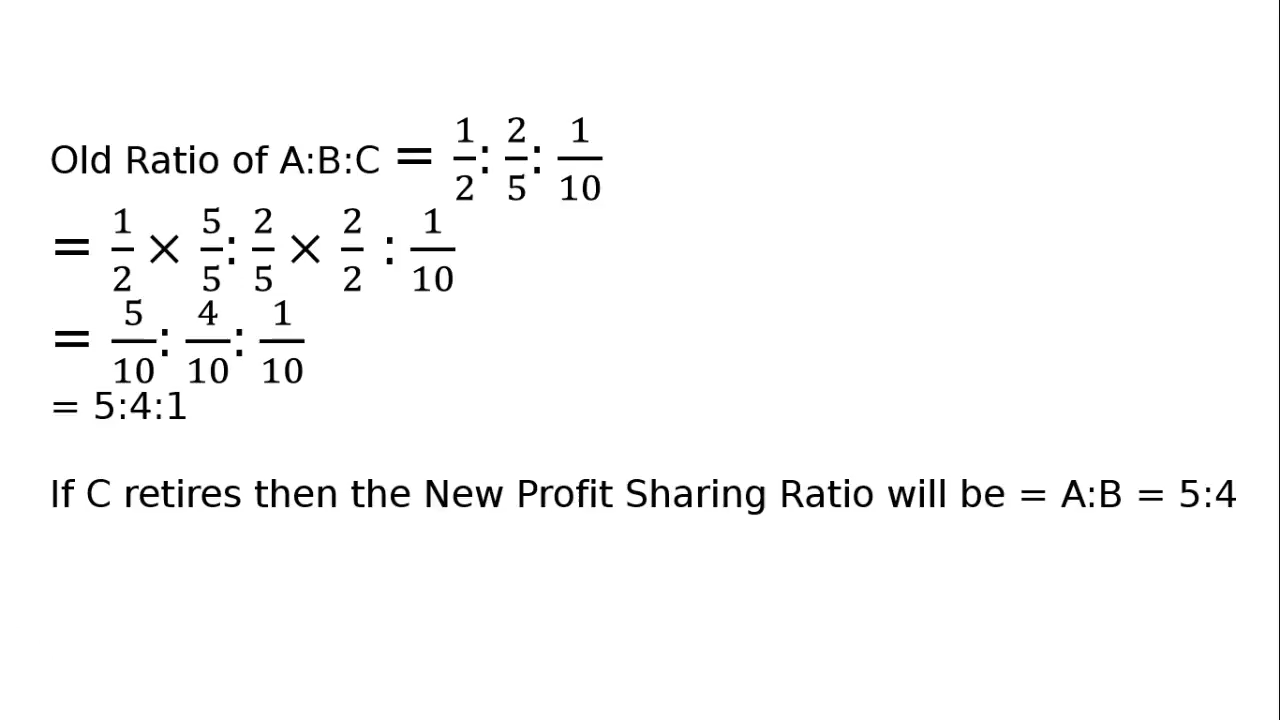 Old Ratio of A:B:C = 1/2 : 2/5 : 1/10
= 1/2 × 5/5 : 2/5 × 2/2 : 1/10
= 5/10 : 4/10 : 1/10
= 5:4:1
If C retires then the New Profit Sharing Ratio will be = A:B = 5:4